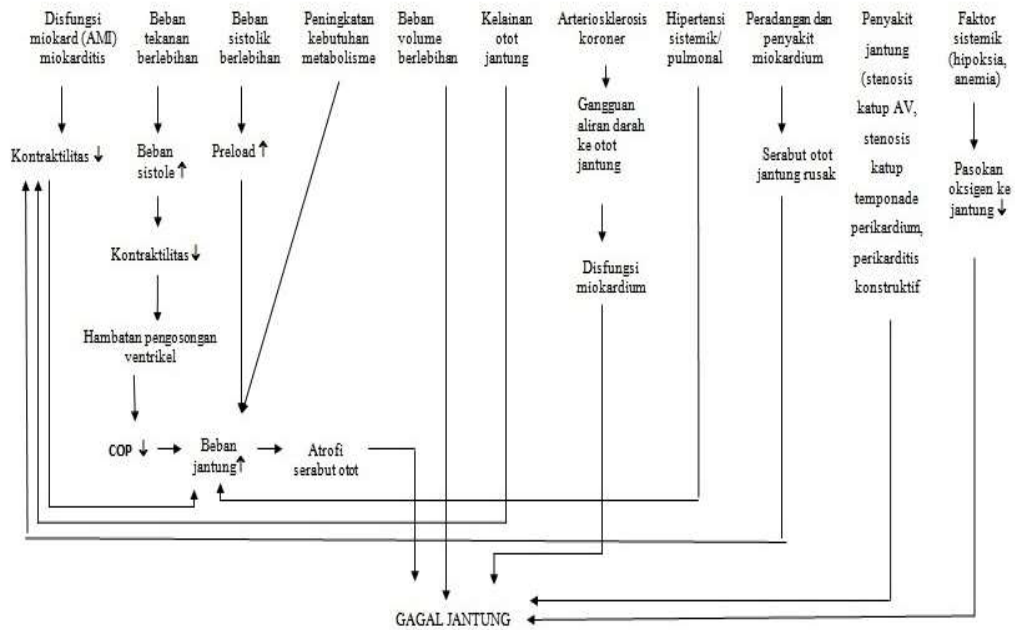 Disfungsi
miokard (AMI)
miokarditis
Beban
tekanan
berlebihan
Beban
sistolik
berlebihan
Peningkatan
kebutuhan
metabolisme
Beban
volume
berlebihan
Kelainan
otot
jantung
Arteriosklerosis
koroner
Hipertensi
sistemik/
pulmonal
Peradangan dan
penyakit
miokardium
Penyakit
jantung
(stenosis
katup AV,
stenosis
katup
temponade
perikardium,
perikarditis
konstruktif
Faktor
sistemik
(hipoksia,
anemia)
Kontraktilitas ↓
Beban
sistole ↑
Preload ↑
Gangguan
aliran darah
ke otot
jantung
Serabut otot
jantung rusak
Pasokan
oksigen ke
jantung ↓
Kontraktilitas ↓
Disfungsi
miokardium
Hambatan pengosongan
ventrikel
COP ↓
Beban
jantung ↑
Atrofi
serabut otot
GAGAL JANTUNG